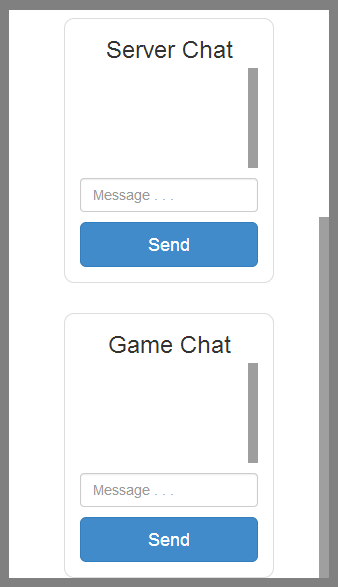 Server Chat
Message . . .
Send
Game Chat
Message . . .
Send